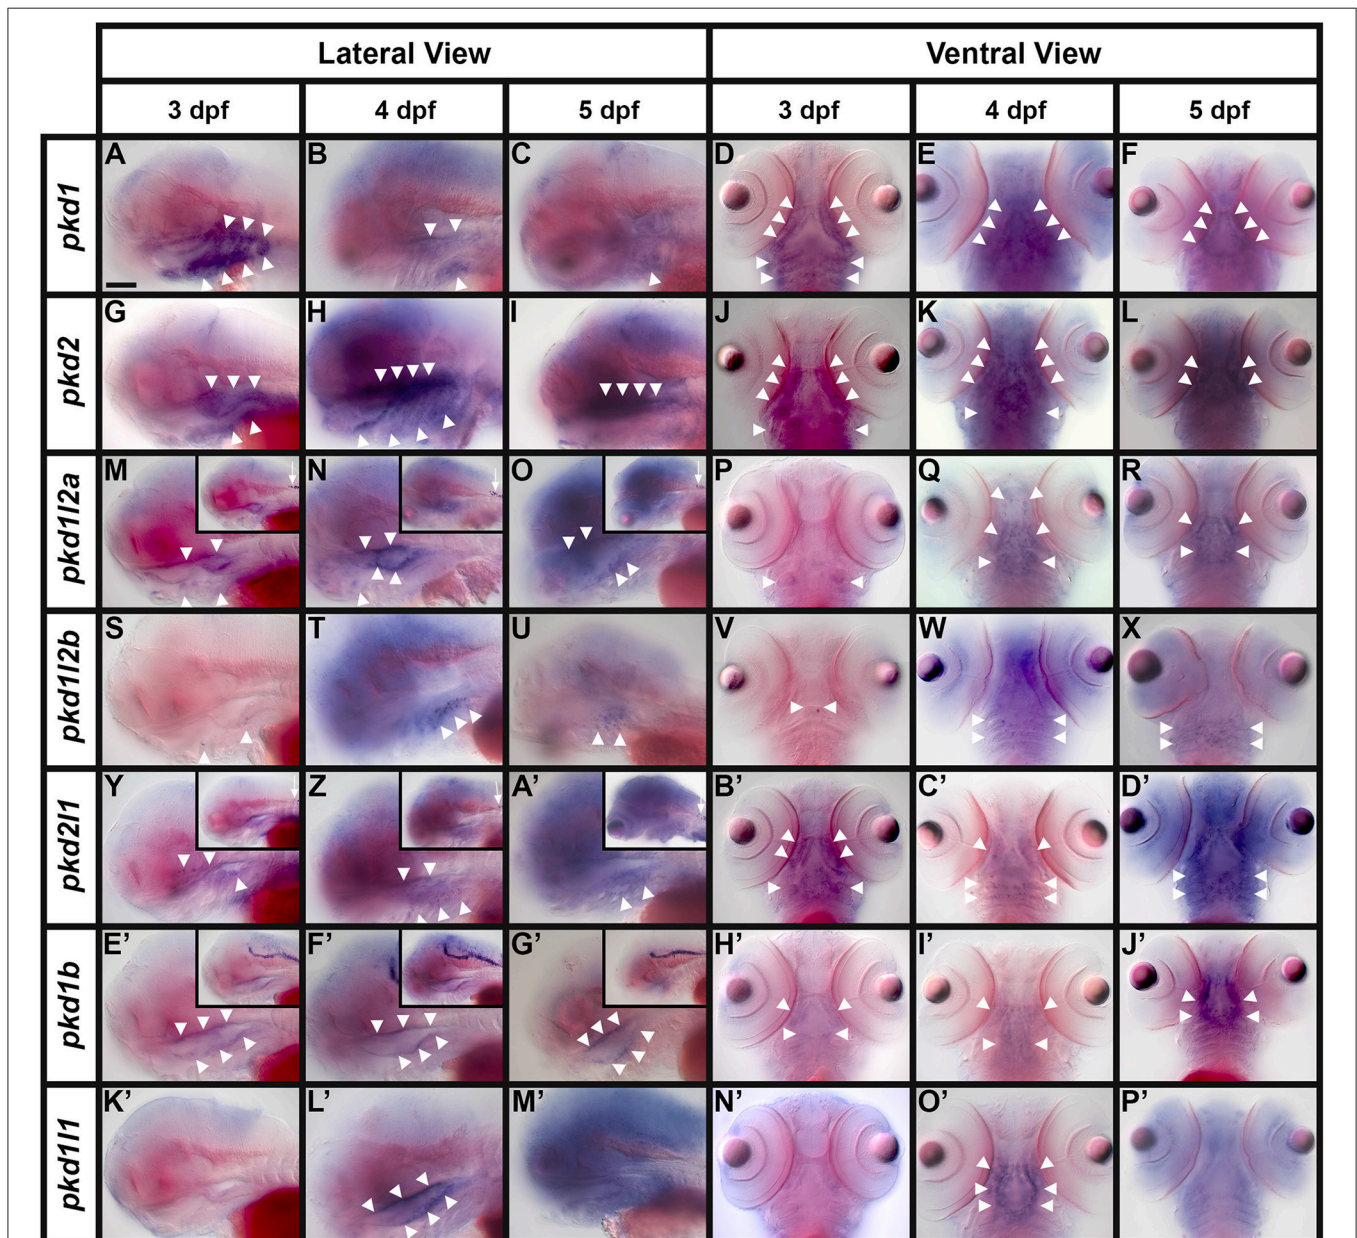 Lateral View Ventral View
3 dpf 4 dpf 5 dpf 3 dpf 4 dpf 5 dpf
pkd1 A B C D E F
pkd2 G H I J K L
pkd1l2a M N O P Q R
pkd1l2b S T U V W X
pkd2l1 Y Z A’ B’ C’ D’
pkd1b E’ F’ G’ H’ I’ J’
pkd1l1 K’ L’ M’ N’ O’ P’